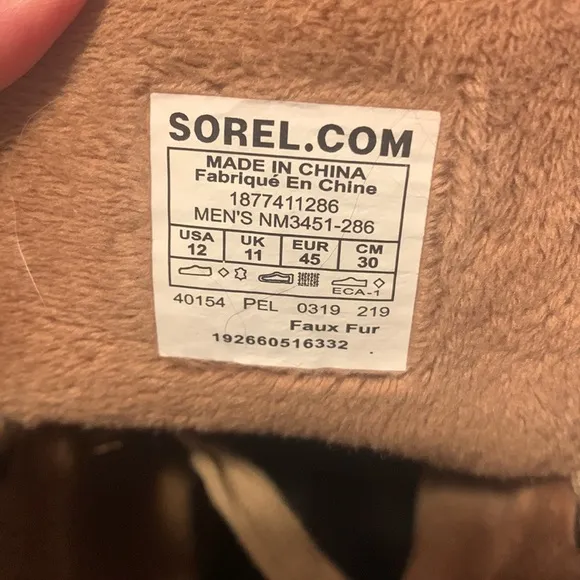 SOREL.COM
MADE IN CHINA
Fabriqué En Chine
1877411286
MEN'S NM3451-286
USA UK EUR CM
12 11 45 30
ECA-1
40154 PEL 0319 219
Faux Fur
192660516332